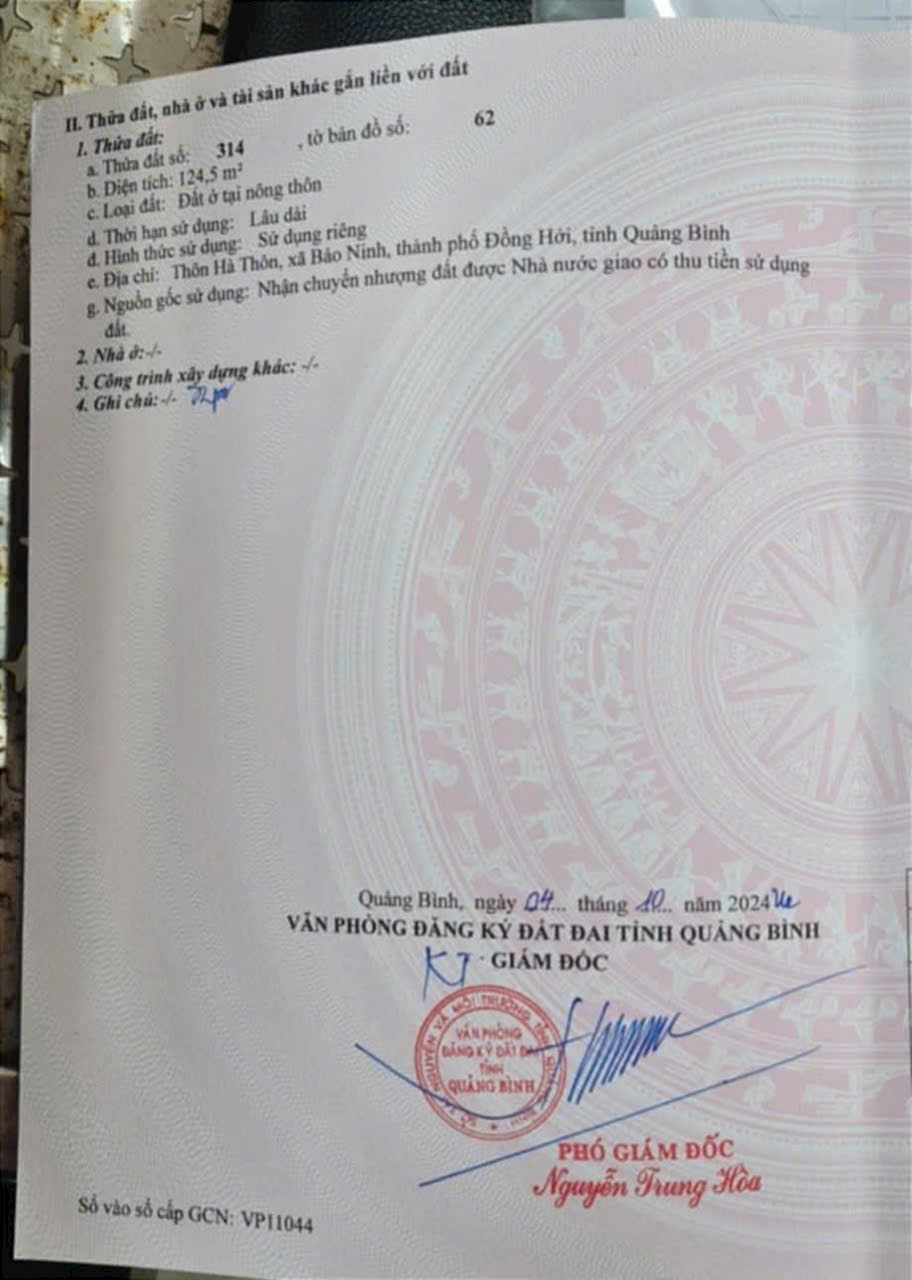 II. Thửa đất, nhà ở và tài sản khác gắn liền với đất
1. Thửa đất:
a. Thửa đất số: 314 , tờ bản đồ số: 62
b. Diện tích: 124,5 m²
c. Loại đất: Đất ở tại nông thôn
d. Thời hạn sử dụng: Lâu dài
đ. Hình thức sử dụng: Sử dụng riêng
e. Địa chỉ: Thôn Hà Thôn, xã Bảo Ninh, thành phố Đồng Hới, tỉnh Quảng Bình
g. Nguồn gốc sử dụng: Nhận chuyển nhượng đất được Nhà nước giao có thu tiền sử dụng
đất.
2. Nhà ở:-/-
3. Công trình xây dựng khác: -/-
4. Ghi chú:-/-
Quảng Bình, ngày 04... tháng 10... năm 2024
VĂN PHÒNG ĐĂNG KÝ ĐẤT ĐAI TỈNH QUẢNG BÌNH
KT. GIÁM ĐỐC
VĂN PHÒNG
ĐĂNG KÝ ĐẤT ĐAI
TỈNH
QUẢNG BÌNH
PHÓ GIÁM ĐỐC
Nguyễn Trung Hòa
Số vào sổ cấp GCN: VP11044